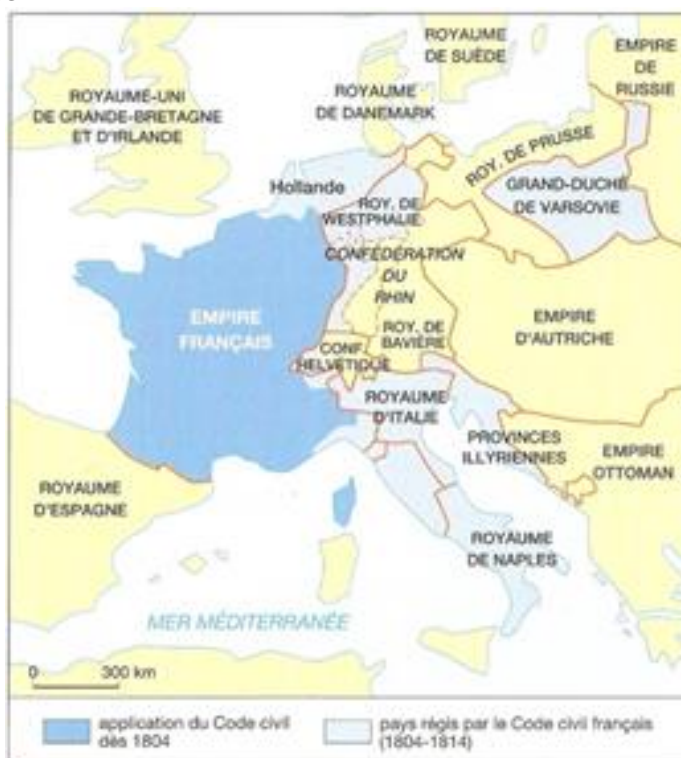 ROYAUME
DE SUÈDE
EMPIRE
DE
RUSSIE
ROYAUME-UNI
DE GRANDE-BRETAGNE
ET D'IRLANDE
ROYAUME
DE DANEMARK
ROY. DE PRUSSE
Hollande
GRAND-DUCHÉ
DE VARSOVIE
ROY. DE
WESTPHALIE
CONFÉDÉRATION
DU
RHIN
EMPIRE
FRANÇAIS
ROY. DE
BAVIÈRE
EMPIRE
D'AUTRICHE
CONF.
HELVÉTIQUE
ROYAUME
D'ITALIE
PROVINCES
ILLYRIENNES
EMPIRE
OTTOMAN
ROYAUME
D'ESPAGNE
ROYAUME
DE NAPLES
MER MÉDITERRANÉE
0 300 km
application du Code civil
dès 1804
pays régis par le Code civil français
(1804-1814)